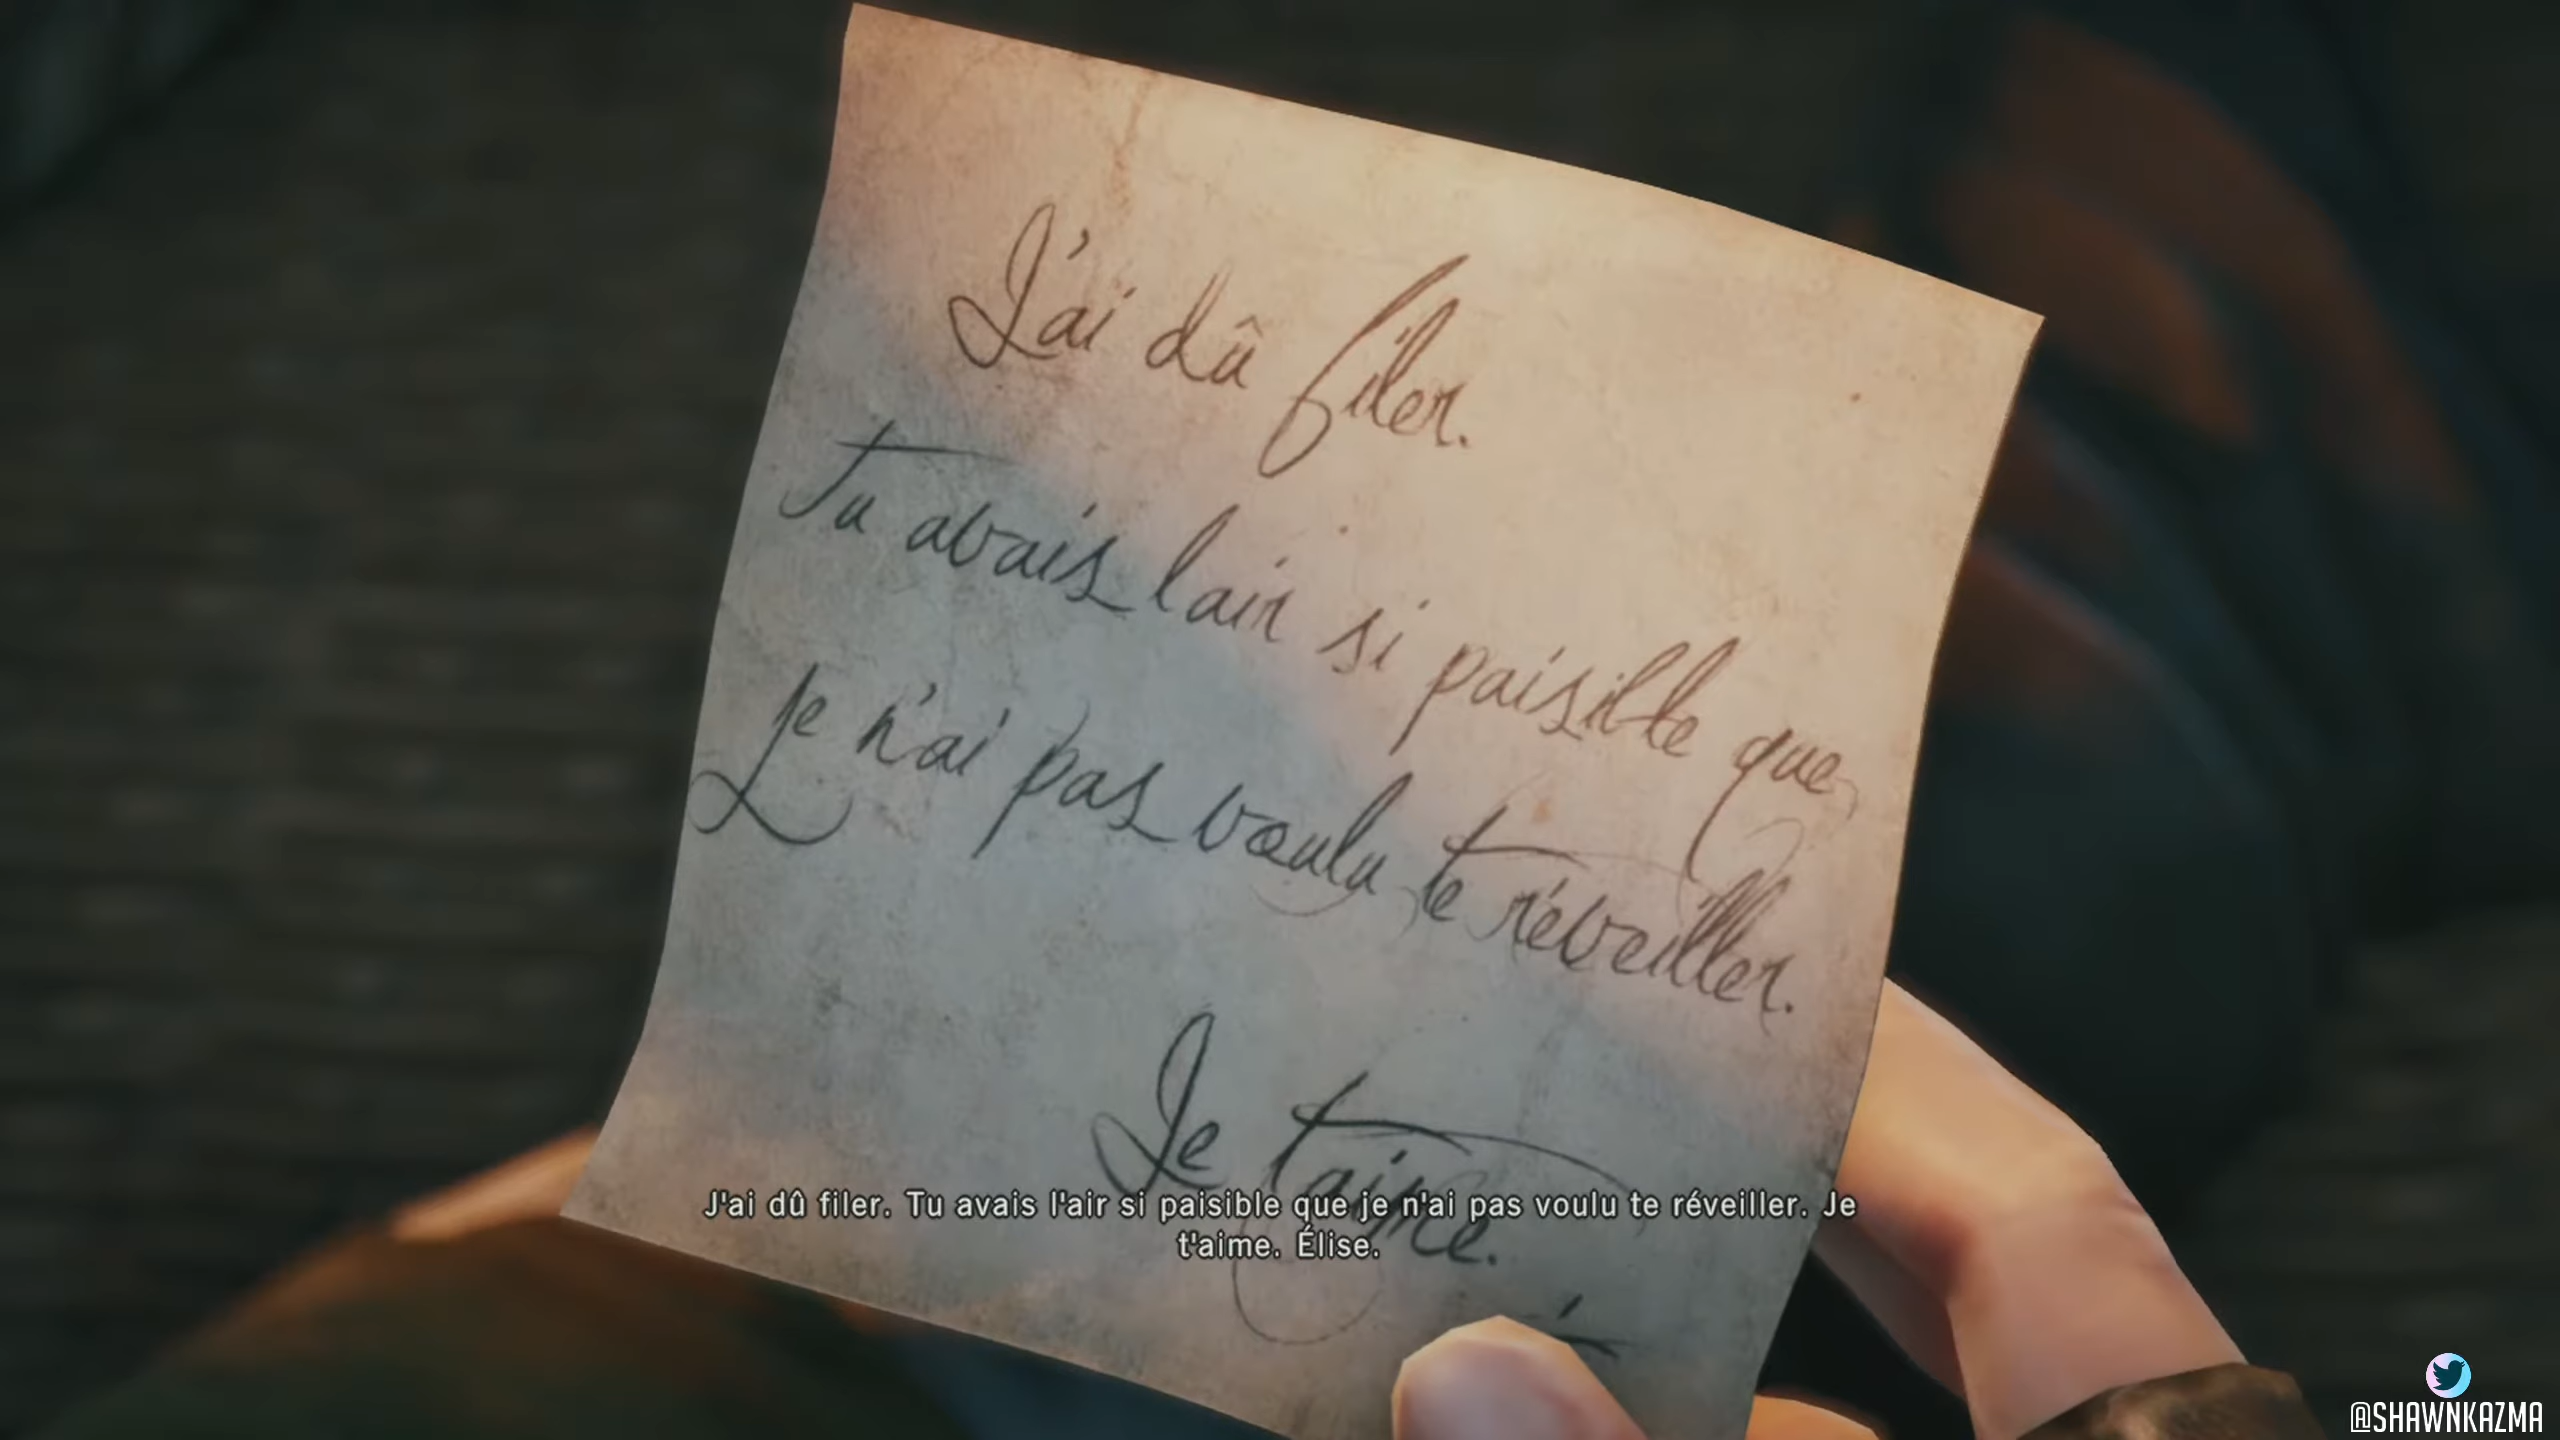 J'ai dû filer.
Tu avais l'air si paisible que
je n'ai pas voulu te réveiller.
Je t'aime.
J'ai dû filer. Tu avais l'air si paisible que je n'ai pas voulu te réveiller. Je
t'aime. Élise.
@SHAWNKAZMA